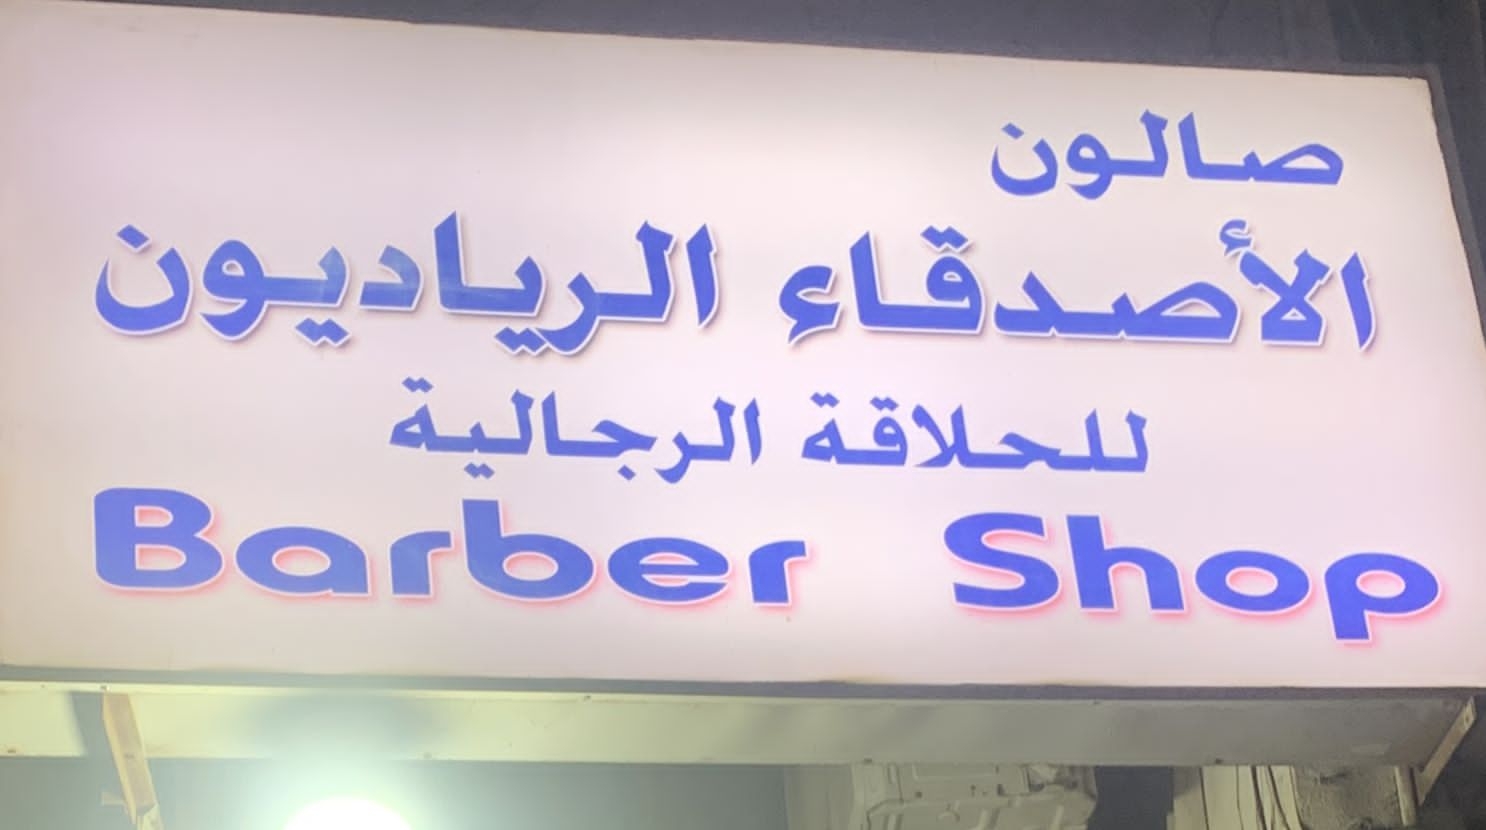 صالون
الأصدقاء الرياديون
للحلاقة الرجالية
Barber Shop